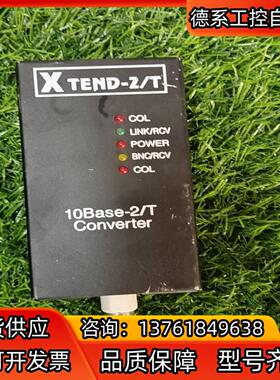 德系工控自
XTEND-2/T
COL
LINK/RCV
POWER
BNC/RCV
COL
10Base-2/T
Converter
货供应
咨询：13761849638
可开发票
品质保障
型号齐